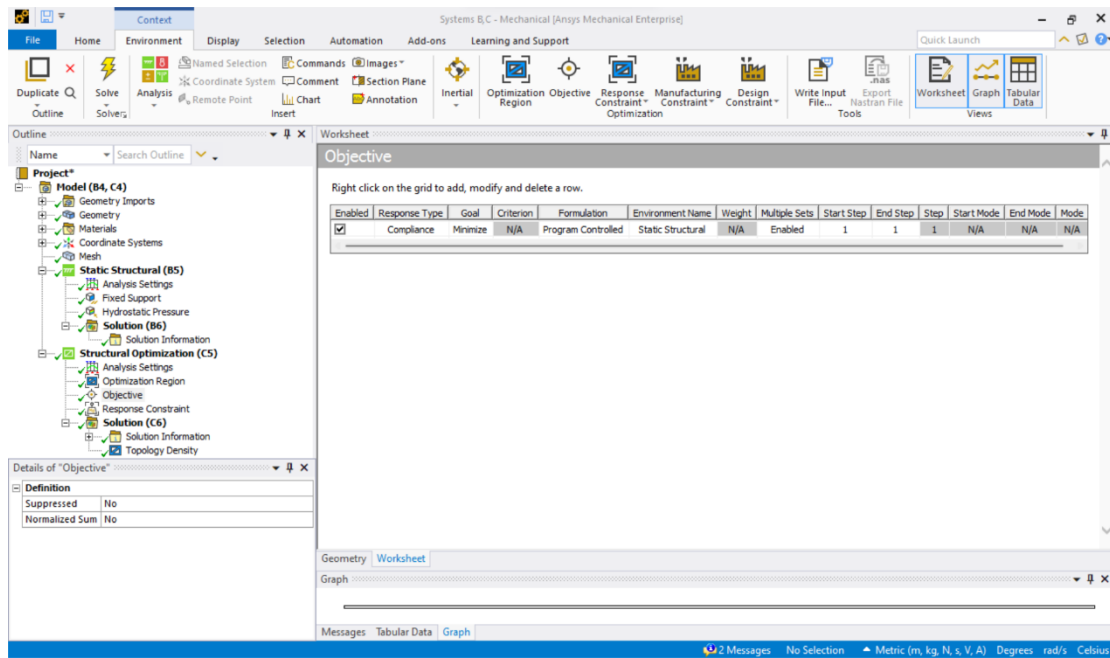 Context
Systems B,C - Mechanical [Ansys Mechanical Enterprise]
File Home Environment Display Selection Automation Add-ons Learning and Support Quick Launch
Duplicate
Outline
Solve
Solvers
Analysis
Named Selection
Coordinate System
Remote Point
Commands
Comment
Chart
Images
Section Plane
Annotation
Insert
Inertial
Optimization Region
Objective
Response Constraint
Manufacturing Constraint
Design Constraint
Optimization
Write Input File...
Export .nas Nastran File
Tools
Worksheet
Graph
Tabular Data
Views
Outline
Name Search Outline
Project*
Model (B4, C4)
Geometry Imports
Geometry
Materials
Coordinate Systems
Mesh
Static Structural (B5)
Analysis Settings
Fixed Support
Hydrostatic Pressure
Solution (B6)
Solution Information
Structural Optimization (C5)
Analysis Settings
Optimization Region
Objective
Response Constraint
Solution (C6)
Solution Information
Topology Density
Details of "Objective"
Definition
Suppressed No
Normalized Sum No
Worksheet
Objective
Right click on the grid to add, modify and delete a row.
Enabled Response Type Goal Criterion Formulation Environment Name Weight Multiple Sets Start Step End Step Step Start Mode End Mode Mode
Compliance Minimize N/A Program Controlled Static Structural N/A Enabled 1 1 1 N/A N/A N/A
Geometry Worksheet
Graph
Messages Tabular Data Graph
2 Messages No Selection Metric (m, kg, N, s, V, A) Degrees rad/s Celsius